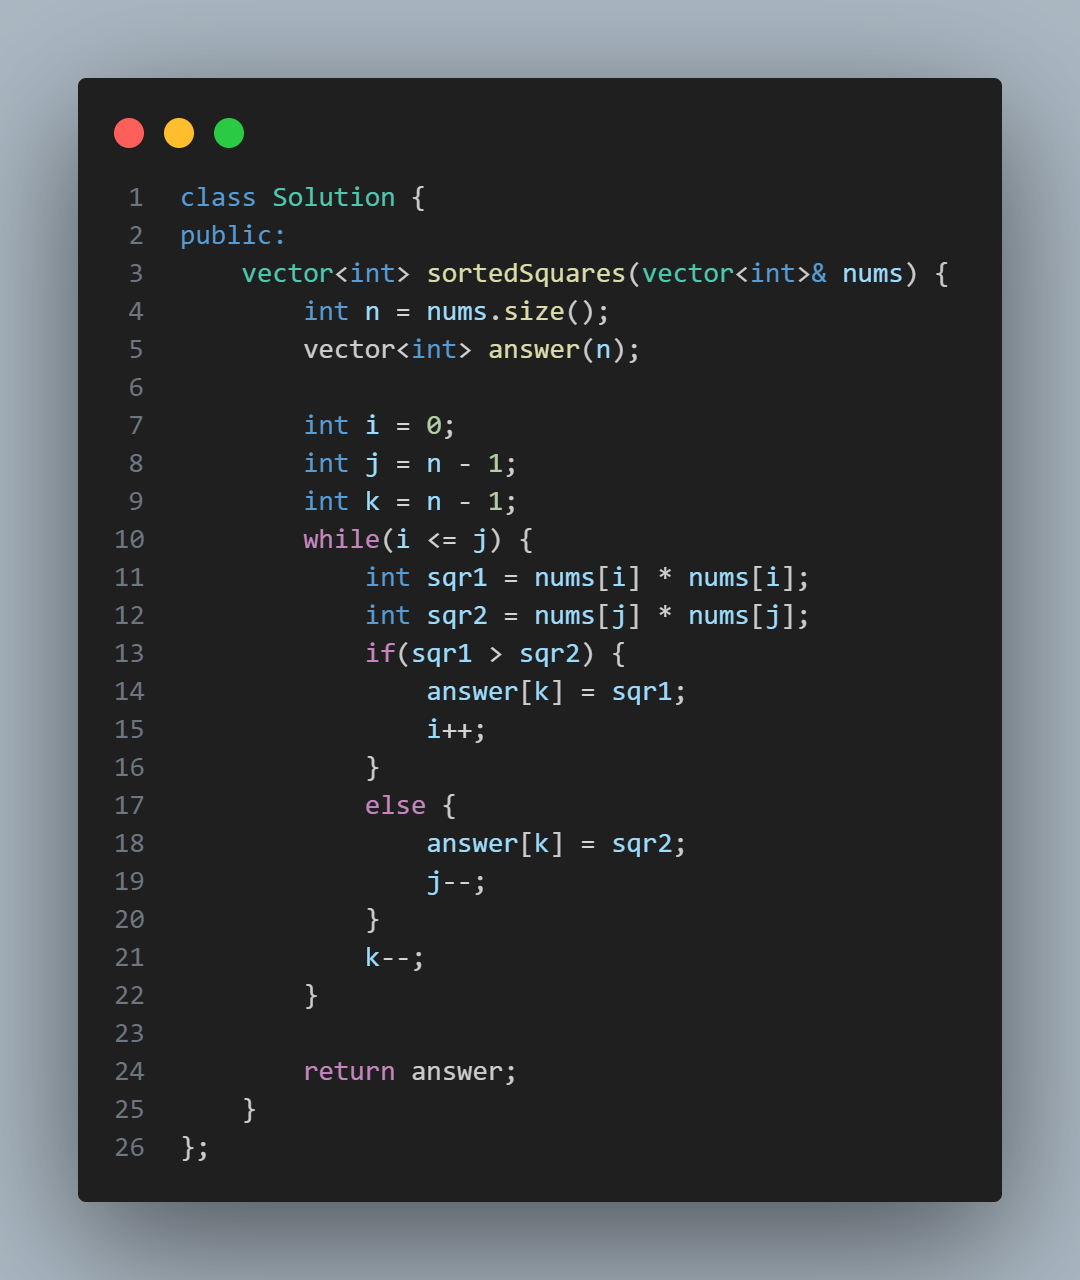 1 class Solution {
2 public:
3     vector<int> sortedSquares(vector<int>& nums) {
4         int n = nums.size();
5         vector<int> answer(n);
6
7         int i = 0;
8         int j = n - 1;
9         int k = n - 1;
10         while(i <= j) {
11             int sqr1 = nums[i] * nums[i];
12             int sqr2 = nums[j] * nums[j];
13             if(sqr1 > sqr2) {
14                 answer[k] = sqr1;
15                 i++;
16             }
17             else {
18                 answer[k] = sqr2;
19                 j--;
20             }
21             k--;
22         }
23
24         return answer;
25     }
26 };